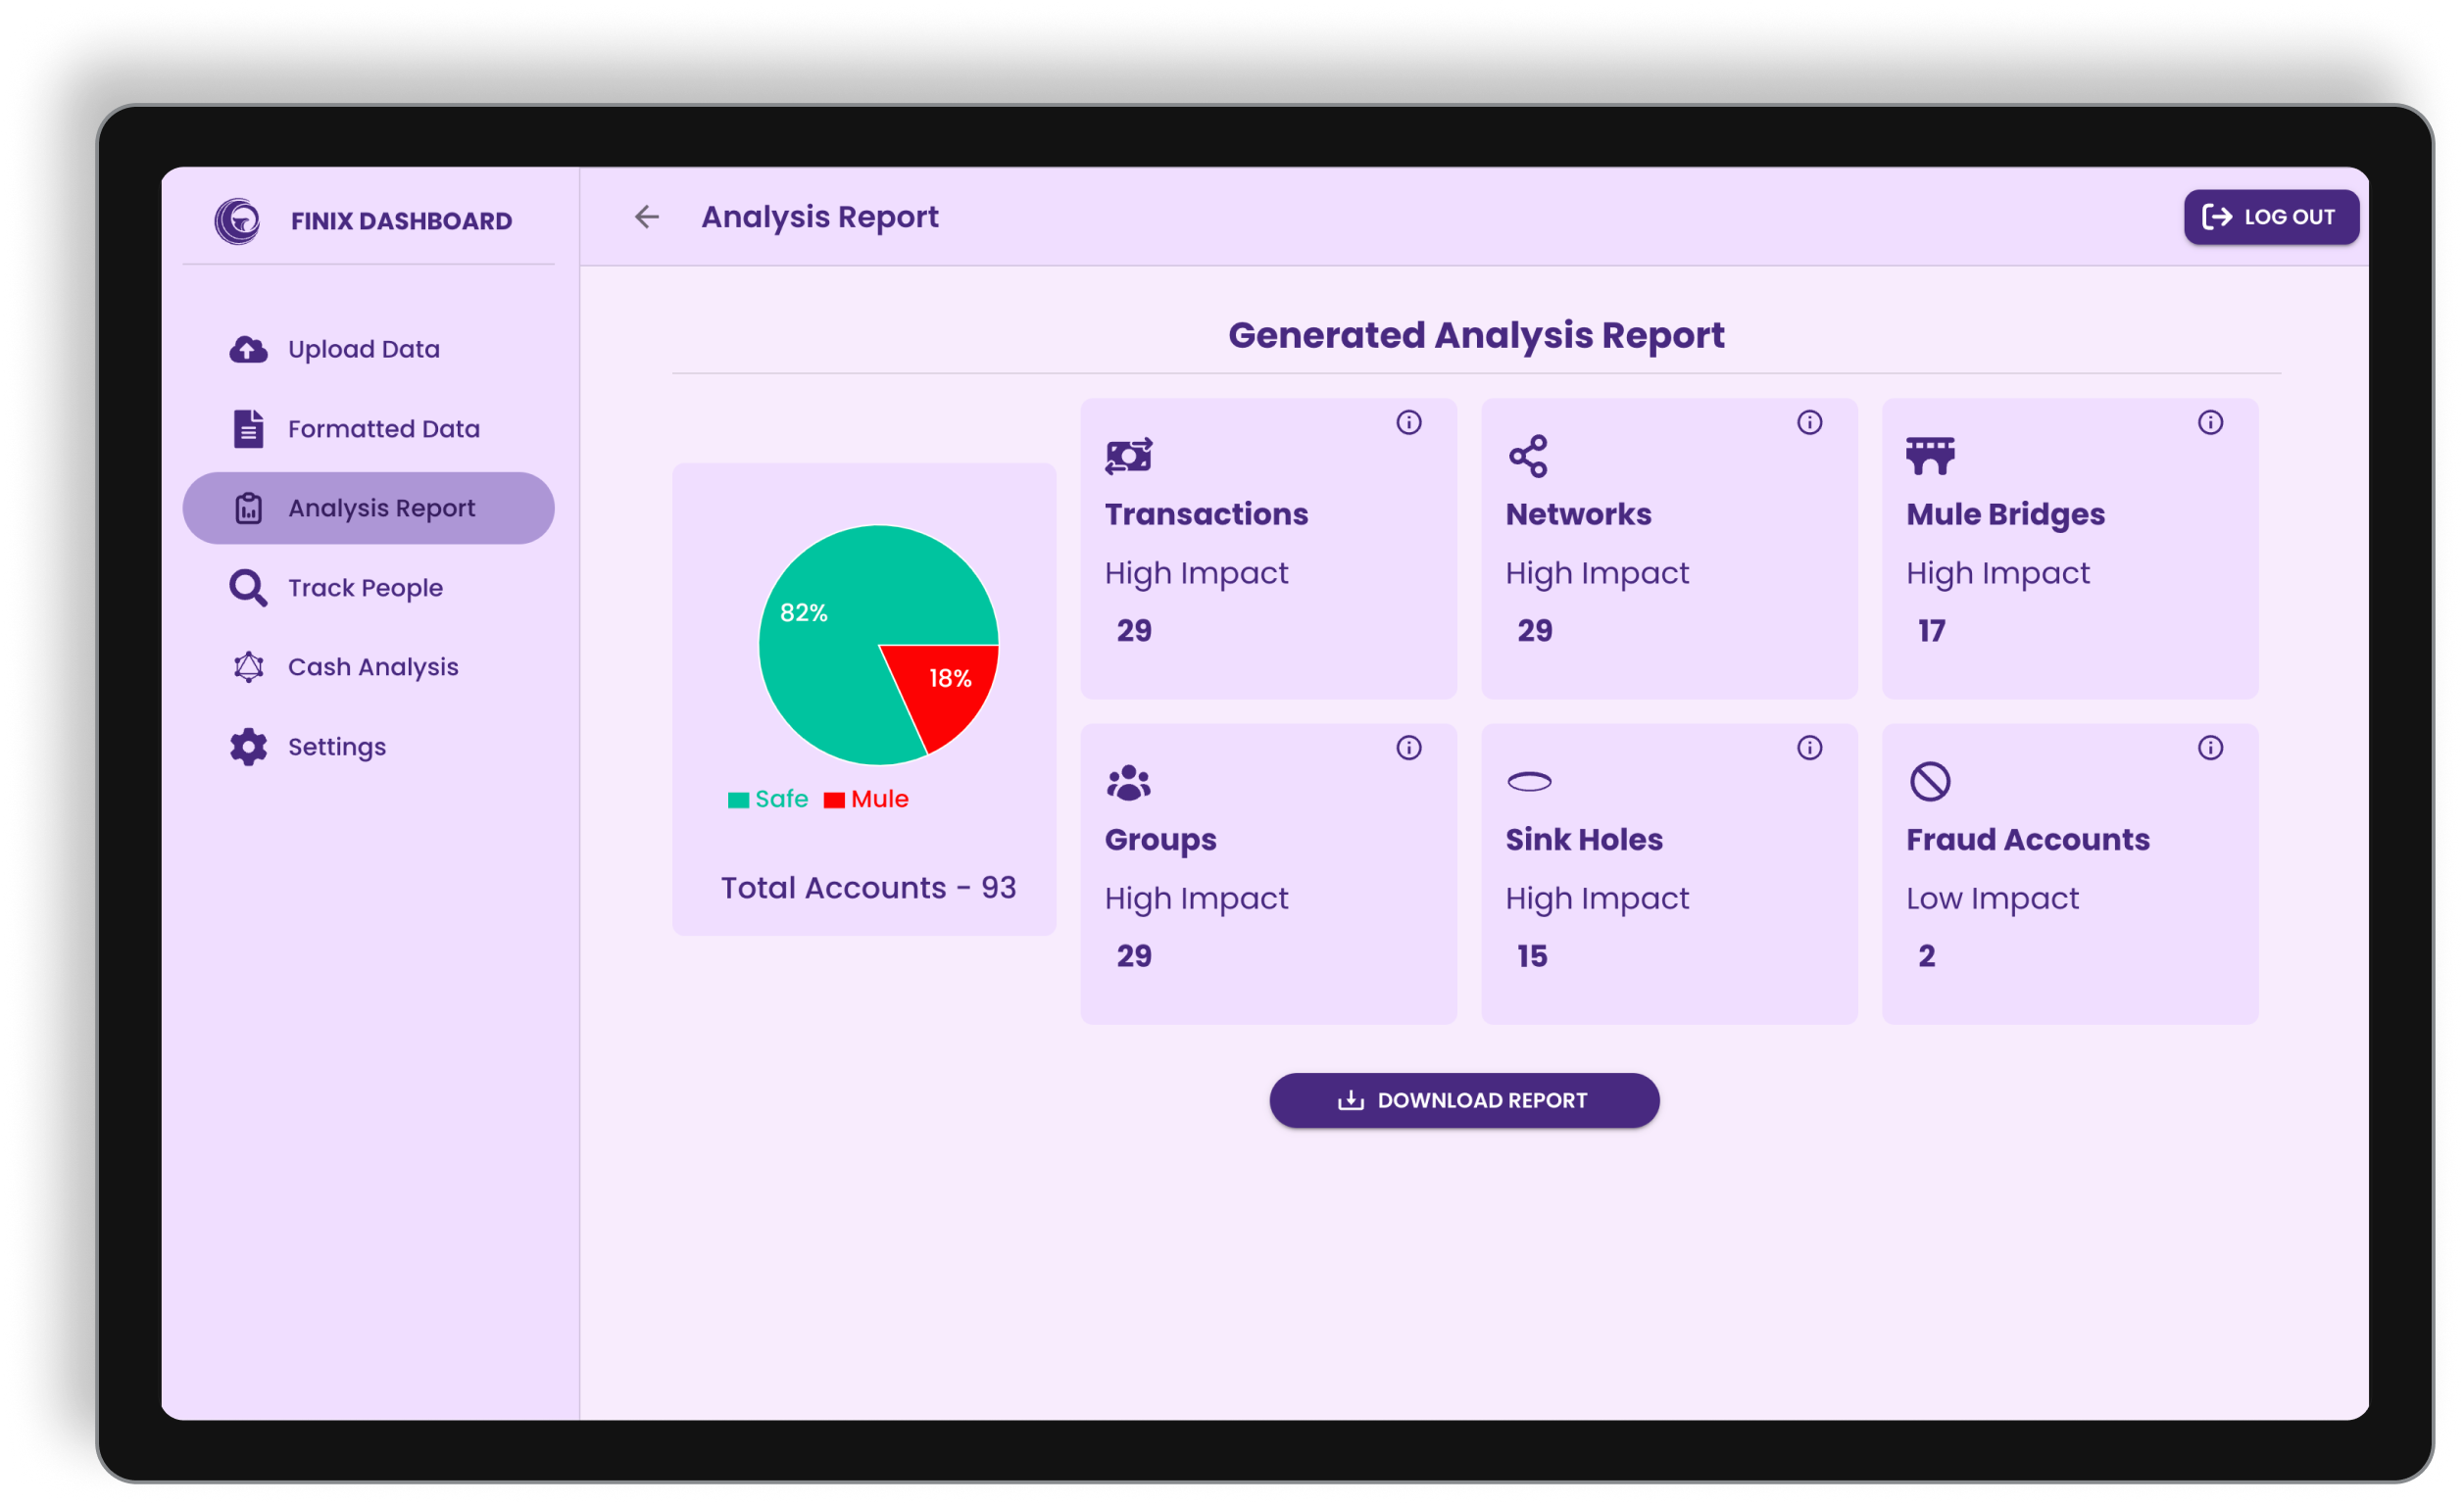 FINIX DASHBOARD
Upload Data
Formatted Data
Analysis Report
Track People
Cash Analysis
Settings
Analysis Report
LOG OUT
Generated Analysis Report
82%
18%
Safe Mule
Total Accounts - 93
Transactions
High Impact
29
Networks
High Impact
29
Mule Bridges
High Impact
17
Groups
High Impact
29
Sink Holes
High Impact
15
Fraud Accounts
Low Impact
2
DOWNLOAD REPORT